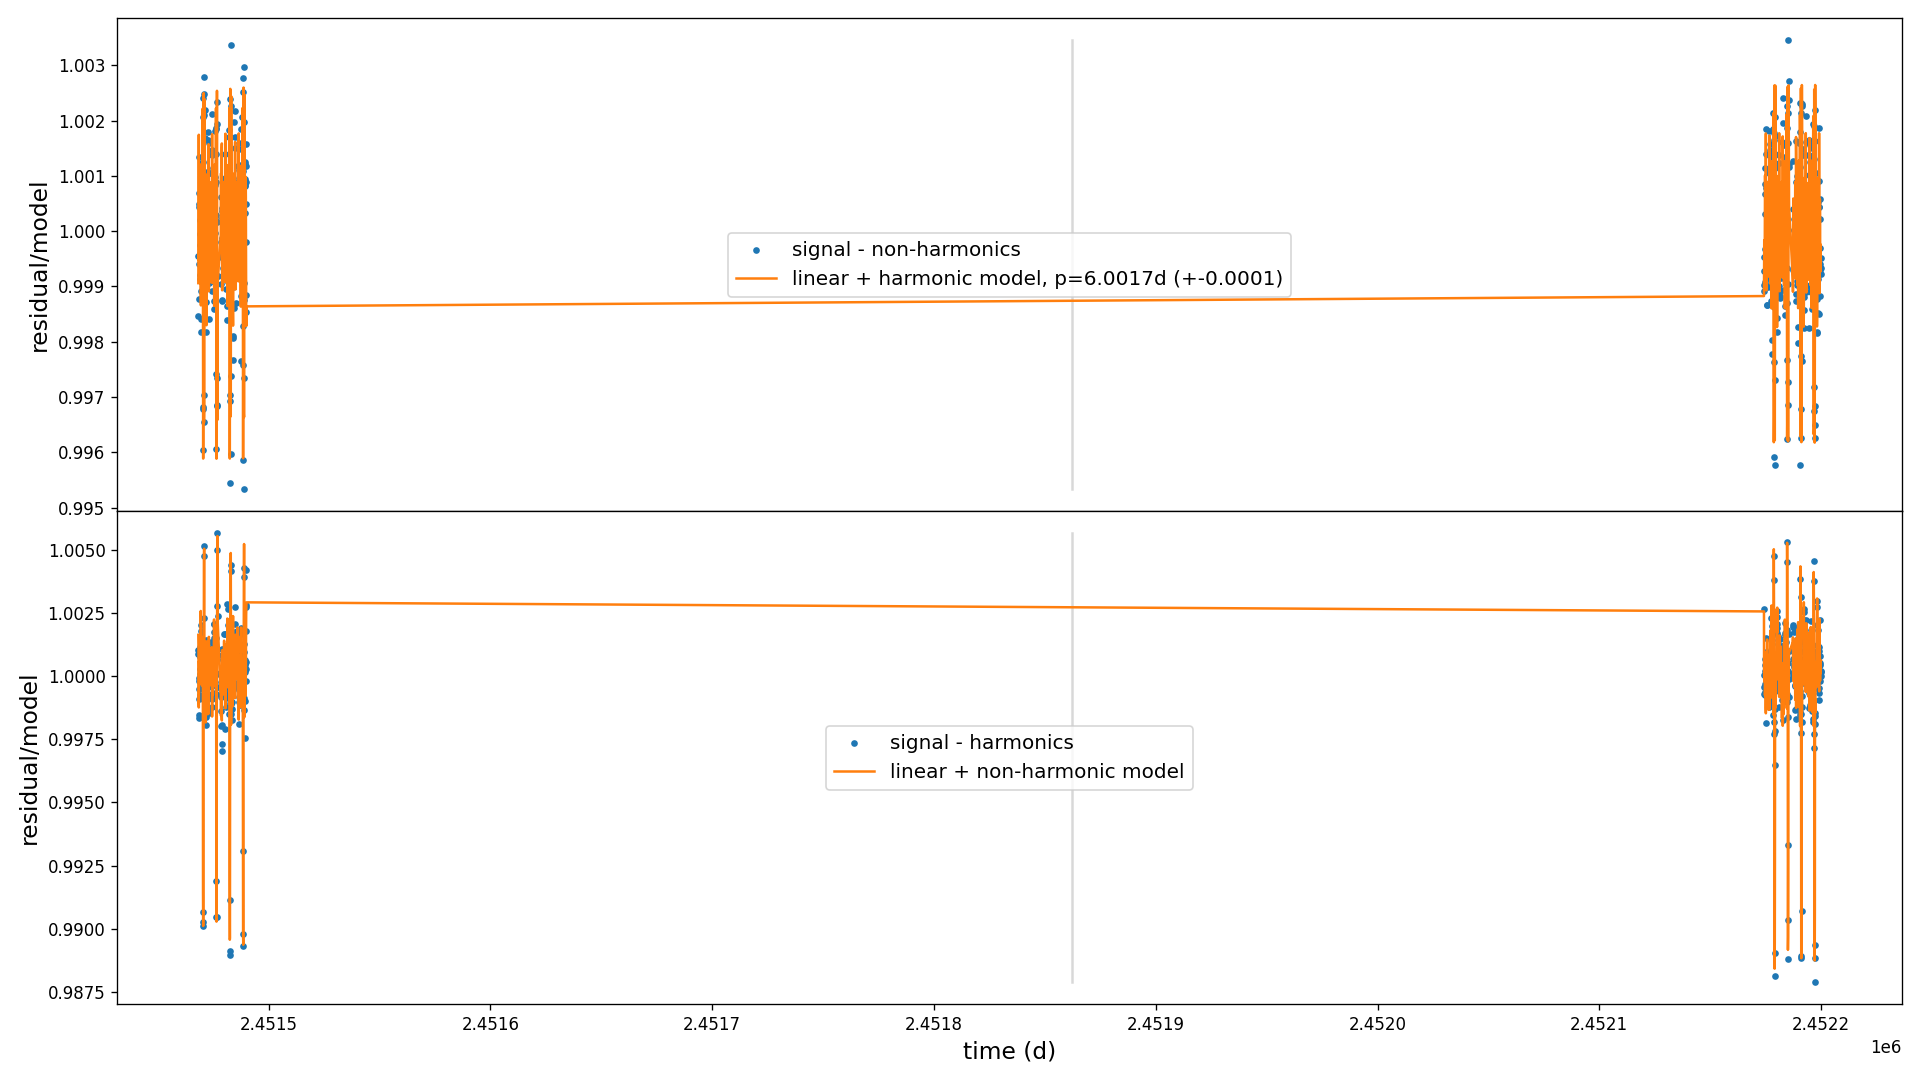 1.003
1.002
1.001
1.000
0.999
0.998
0.997
0.996
0.995
residual/model
signal - non-harmonics
linear + harmonic model, p=6.0017d (+-0.0001)
1.0050
1.0025
1.0000
0.9975
0.9950
0.9925
0.9900
0.9875
residual/model
signal - harmonics
linear + non-harmonic model
2.4515 2.4516 2.4517 2.4518 2.4519 2.4520 2.4521 2.4522
1e6
time (d)